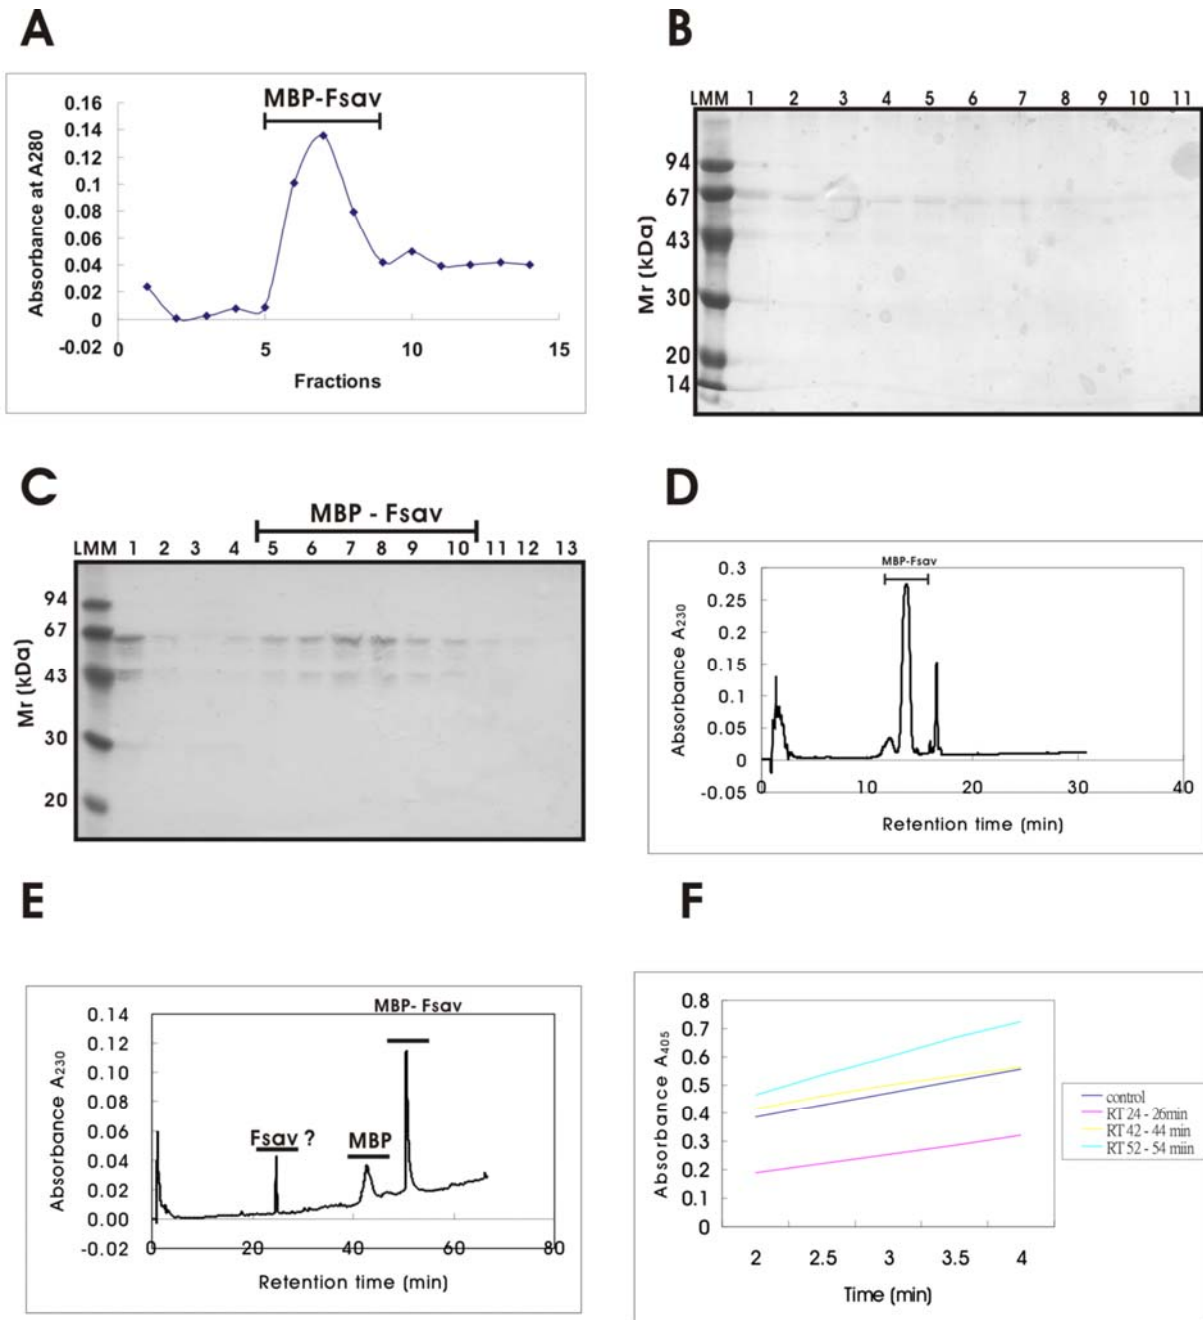 A
MBP-Fsav
0.16
0.14
0.12
0.1
0.08
0.06
0.04
0.02
0
-0.02
0 5 10 15
Absorbance at A280
Fractions
B
LMM 1 2 3 4 5 6 7 8 9 10 11
94
67
43
30
20
14
Mr (kDa)
C
MBP - Fsav
LMM 1 2 3 4 5 6 7 8 9 10 11 12 13
94
67
43
30
20
Mr (kDa)
D
MBP-Fsav
0.3
0.25
0.2
0.15
0.1
0.05
0
-0.05
0 10 20 30 40
Absorbance A230
Retention time (min)
E
MBP- Fsav
Fsav ?
MBP
0.14
0.12
0.10
0.08
0.06
0.04
0.02
0.00
-0.02
0 20 40 60 80
Absorbance A230
Retention time (min)
F
0.8
0.7
0.6
0.5
0.4
0.3
0.2
0.1
0
2 2.5 3 3.5 4
Absorbance A405
Time (min)
control
RT 24 - 26min
RT 42 - 44 min
RT 52 - 54 miin